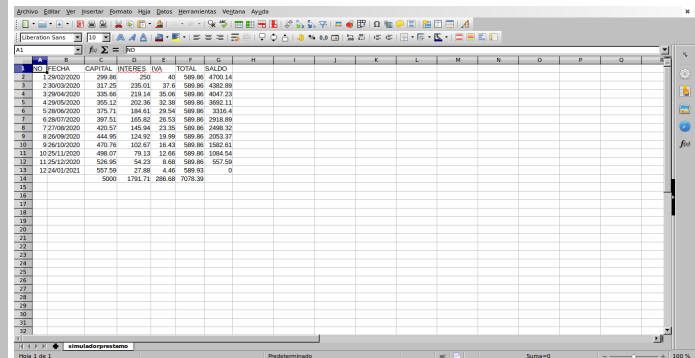 Archivo Editar Ver Insertar Formato Hoja Datos Herramientas Ventana Ayuda
Liberation Sans 10
A1 NO
A B C D E F G H I J K L M N O P Q R
1 NO FECHA CAPITAL INTERES IVA TOTAL SALDO
2 1 29/02/2020 299.86 250 40 589.86 4700.14
3 2 30/03/2020 317.25 235.01 37.6 589.86 4382.89
4 3 29/04/2020 335.66 219.14 35.06 589.86 4047.23
5 4 29/05/2020 355.12 202.36 32.38 589.86 3692.11
6 5 28/06/2020 375.71 184.61 29.54 589.86 3316.4
7 6 28/07/2020 397.51 165.82 26.53 589.86 2918.89
8 7 27/08/2020 420.57 145.94 23.35 589.86 2498.32
9 8 26/09/2020 444.95 124.92 19.99 589.86 2053.37
10 9 26/10/2020 470.76 102.67 16.43 589.86 1582.61
11 10 25/11/2020 498.07 79.13 12.66 589.86 1084.54
12 11 25/12/2020 526.95 54.23 8.68 589.86 557.59
13 12 24/01/2021 557.59 27.88 4.46 589.93 0
14 5000 1791.71 286.68 7078.39
15
16
17
18
19
20
21
22
23
24
25
26
27
28
29
30
31
32
simuladorprestamo
Hoja 1 de 1 Predeterminado Suma=0 100 %